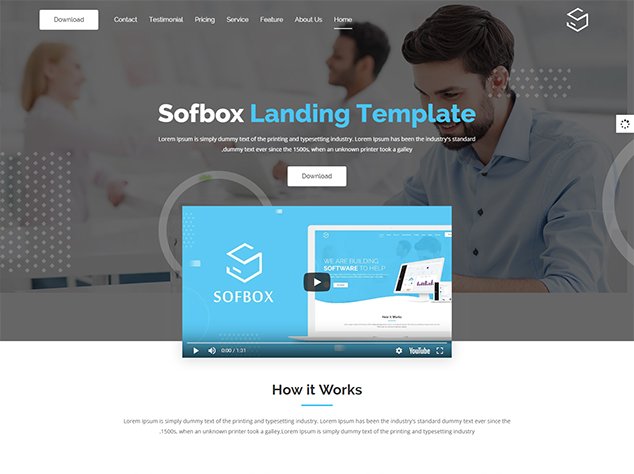 Download
Contact Testimonial Pricing Service Feature About Us Home
Sofbox Landing Template
Lorem Ipsum is simply dummy text of the printing and typesetting industry. Lorem Ipsum has been the industry's standard
.dummy text ever since the 1500s, when an unknown printer took a galley
Download
SOFBOX
WE ARE BUILDING
SOFTWARE TO HELP
How it Works
0:00 / 1:31
YouTube
How it Works
Lorem Ipsum is simply dummy text of the printing and typesetting industry. Lorem Ipsum has been the industry's standard dummy text ever since the
.1500s, when an unknown printer took a galley,Lorem Ipsum is simply dummy text of the printing and typesetting industry